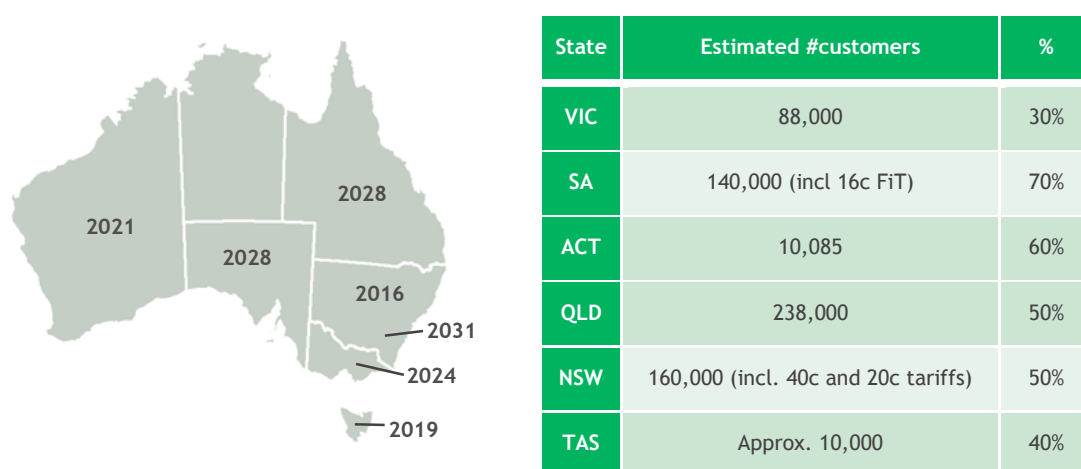 2021
2028
2028
2016
2031
2024
2019
State Estimated #customers %
VIC 88,000 30%
SA 140,000 (incl 16c FiT) 70%
ACT 10,085 60%
QLD 238,000 50%
NSW 160,000 (incl. 40c and 20c tariffs) 50%
TAS Approx. 10,000 40%